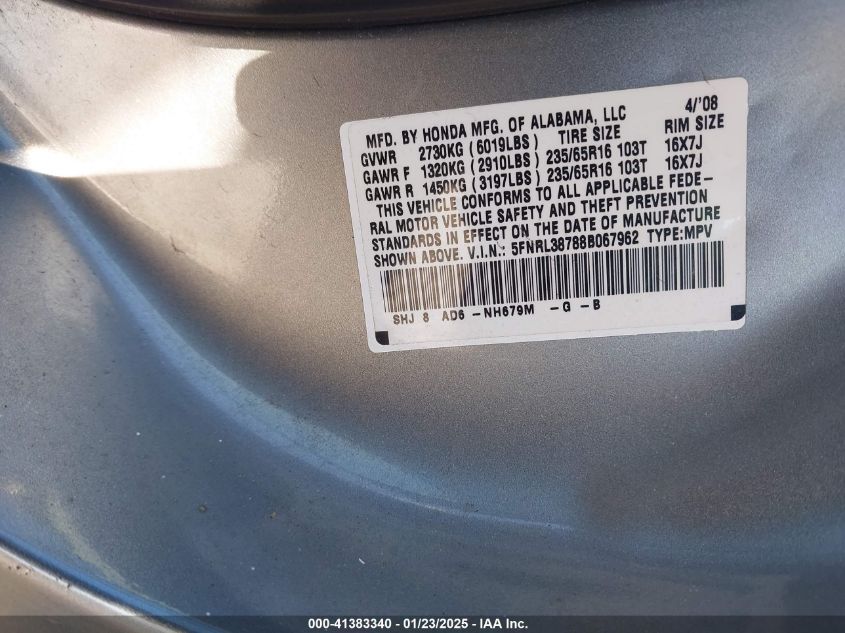 MFD. BY HONDA MFG. OF ALABAMA, LLC 4/'08
GVWR 2730KG (6019LBS) TIRE SIZE RIM SIZE
GAWR F 1320KG (2910LBS) 235/65R16 103T 16X7J
GAWR R 1450KG (3197LBS) 235/65R16 103T 16X7J
THIS VEHICLE CONFORMS TO ALL APPLICABLE FEDE-
RAL MOTOR VEHICLE SAFETY AND THEFT PREVENTION
STANDARDS IN EFFECT ON THE DATE OF MANUFACTURE
SHOWN ABOVE. V.I.N.: 5FNRL38788B067962 TYPE:MPV
SHJ 8 AD6 -NH679M -G -B
000-41383340 - 01/23/2025 - IAA Inc.